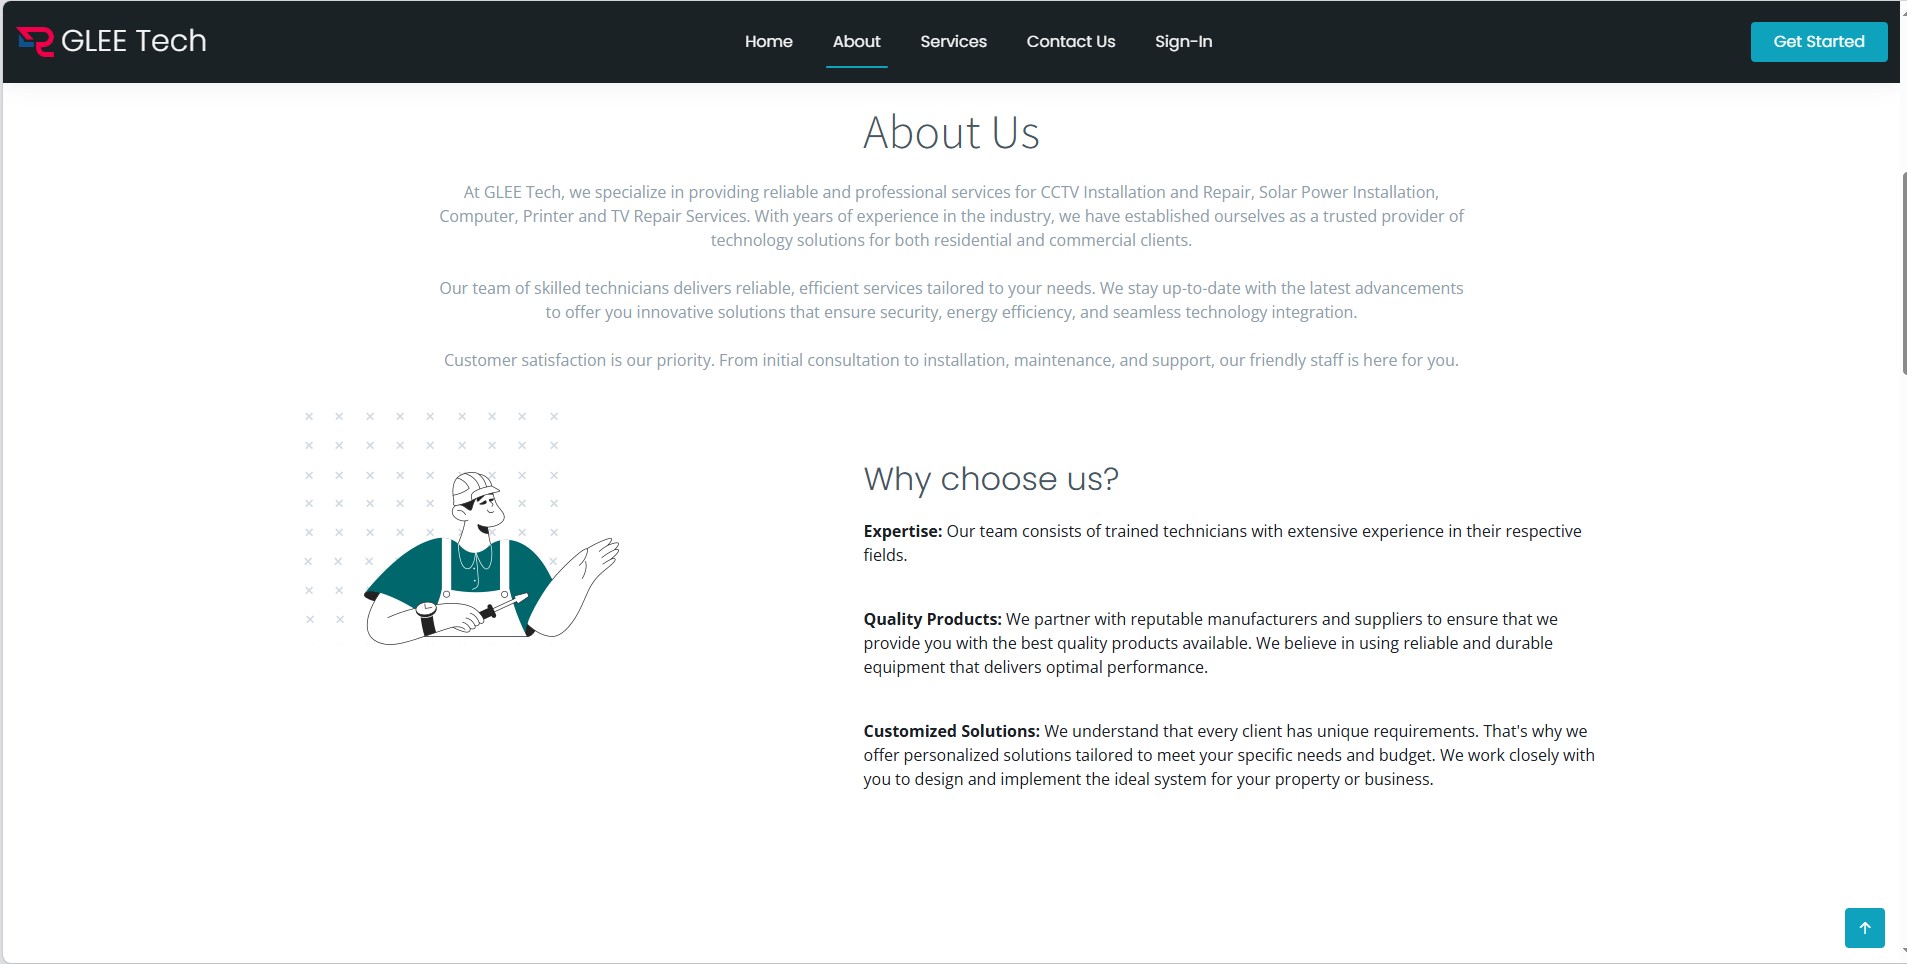 GLEE Tech
Home
About
Services
Contact Us
Sign-In
Get Started
About Us
At GLEE Tech, we specialize in providing reliable and professional services for CCTV Installation and Repair, Solar Power Installation,
Computer, Printer and TV Repair Services. With years of experience in the industry, we have established ourselves as a trusted provider of
technology solutions for both residential and commercial clients.
Our team of skilled technicians delivers reliable, efficient services tailored to your needs. We stay up-to-date with the latest advancements
to offer you innovative solutions that ensure security, energy efficiency, and seamless technology integration.
Customer satisfaction is our priority. From initial consultation to installation, maintenance, and support, our friendly staff is here for you.
Why choose us?
Expertise: Our team consists of trained technicians with extensive experience in their respective
fields.
Quality Products: We partner with reputable manufacturers and suppliers to ensure that we
provide you with the best quality products available. We believe in using reliable and durable
equipment that delivers optimal performance.
Customized Solutions: We understand that every client has unique requirements. That's why we
offer personalized solutions tailored to meet your specific needs and budget. We work closely with
you to design and implement the ideal system for your property or business.